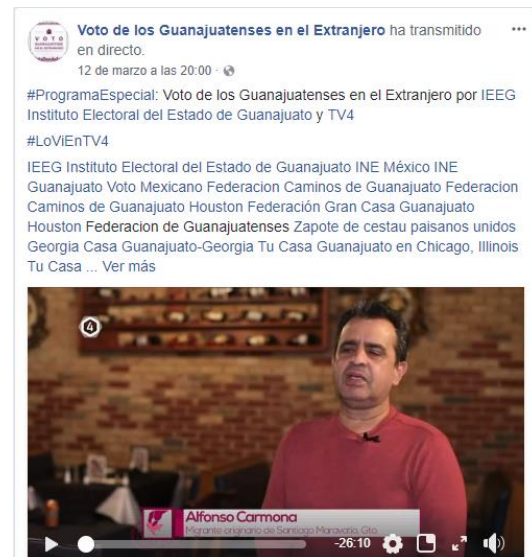 Voto de los Guanajuatenses en el Extranjero ha transmitido
en directo.
12 de marzo a las 20:00 ·
#ProgramaEspecial: Voto de los Guanajuatenses en el Extranjero por IEEG
Instituto Electoral del Estado de Guanajuato y TV4
#LoViEnTV4
IEEG Instituto Electoral del Estado de Guanajuato INE México INE
Guanajuato Voto Mexicano Federacion Caminos de Guanajuato Federacion
Caminos de Guanajuato Houston Federación Gran Casa Guanajuato
Houston Federacion de Guanajuatenses Zapote de cestau paisanos unidos
Georgia Casa Guanajuato-Georgia Tu Casa Guanajuato en Chicago, Illinois
Tu Casa ... Ver más
4
Alfonso Carmona
Migrante originario de Santiago Maravatío, Gto.
-26:10